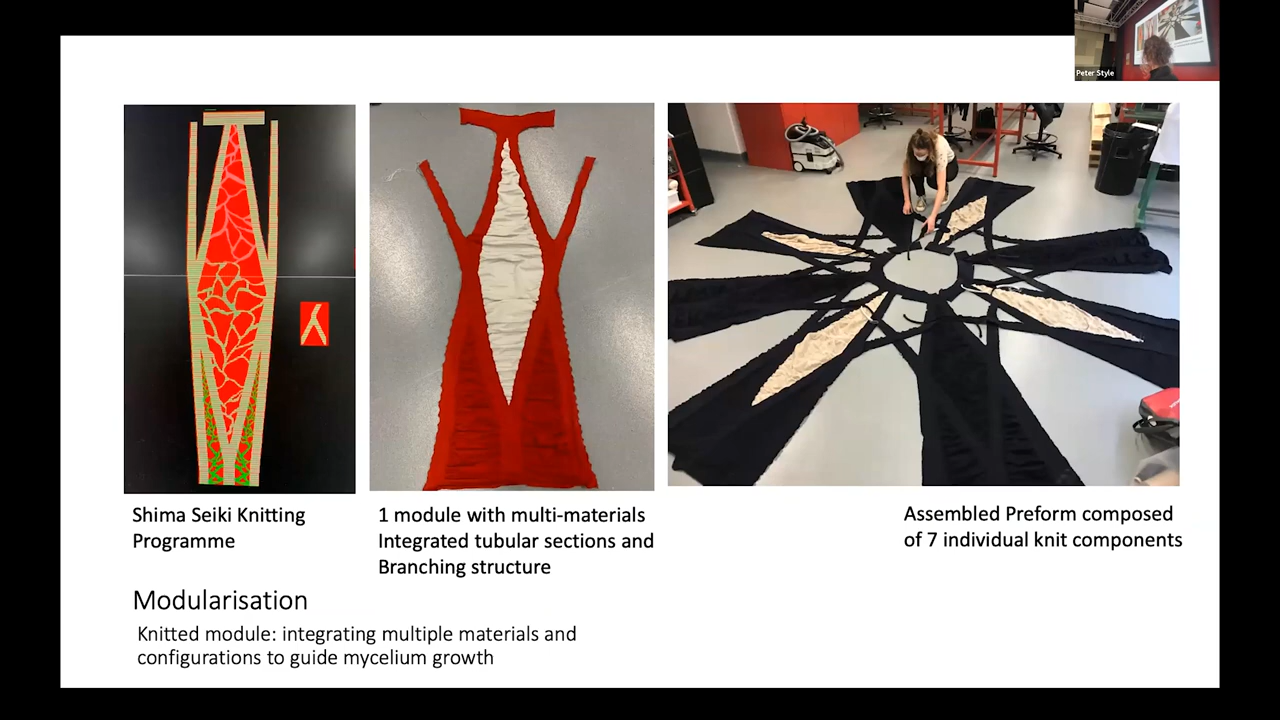 Peter Style
Shima Seiki Knitting
Programme
1 module with multi-materials
Integrated tubular sections and
Branching structure
Assembled Preform composed
of 7 individual knit components
Modularisation
Knitted module: integrating multiple materials and
configurations to guide mycelium growth